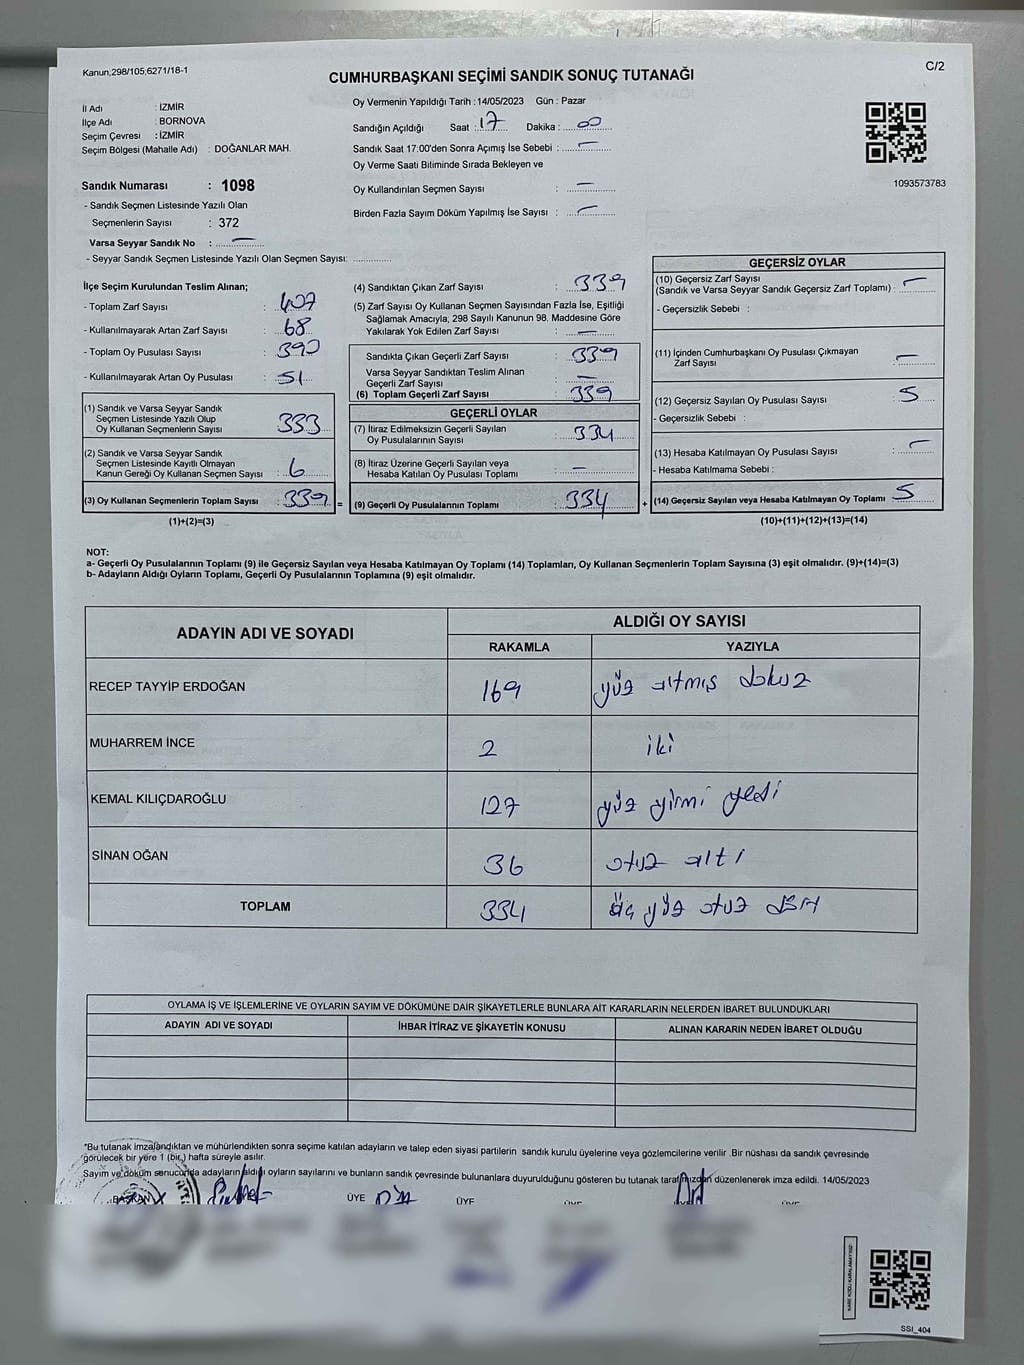 Kanun;298/105;6271/18-1
C/2
CUMHURBAŞKANI SEÇİMİ SANDIK SONUÇ TUTANAĞI
İl Adı : İZMİR
İlçe Adı : BORNOVA
Seçim Çevresi : İZMİR
Seçim Bölgesi (Mahalle Adı) : DOĞANLAR MAH.
Sandık Numarası : 1098
- Sandık Seçmen Listesinde Yazılı Olan
Seçmenlerin Sayısı : 372
Varsa Seyyar Sandık No : —
- Seyyar Sandık Seçmen Listesinde Yazılı Olan Seçmen Sayısı: ..............
Oy Vermenin Yapıldığı Tarih : 14/05/2023 Gün : Pazar
Sandığın Açıldığı Saat : 17 Dakika : 00
Sandık Saat 17:00'den Sonra Açımış İse Sebebi : —
Oy Verme Saati Bitiminde Sırada Bekleyen ve
Oy Kullandırılan Seçmen Sayısı : —
Birden Fazla Sayım Döküm Yapılmış İse Sayısı : —
1093573783
İlçe Seçim Kurulundan Teslim Alınan;
- Toplam Zarf Sayısı : 407
- Kullanılmayarak Artan Zarf Sayısı : 68
- Toplam Oy Pusulası Sayısı : 390
- Kullanılmayarak Artan Oy Pusulası : 51
(1) Sandık ve Varsa Seyyar Sandık
Seçmen Listesinde Yazılı Olup
Oy Kullanan Seçmenlerin Sayısı : 333
(2) Sandık ve Varsa Seyyar Sandık
Seçmen Listesinde Kayıtlı Olmayan
Kanun Gereği Oy Kullanan Seçmen Sayısı : 6
(3) Oy Kullanan Seçmenlerin Toplam Sayısı : 339 =
(1)+(2)=(3)
(4) Sandıktan Çıkan Zarf Sayısı : 339
(5) Zarf Sayısı Oy Kullanan Seçmen Sayısından Fazla İse, Eşitliği
Sağlamak Amacıyla; 298 Sayılı Kanunun 98. Maddesine Göre
Yakılarak Yok Edilen Zarf Sayısı : —
Sandıkta Çıkan Geçerli Zarf Sayısı : 339
Varsa Seyyar Sandıktan Teslim Alınan
Geçerli Zarf Sayısı : —
(6) Toplam Geçerli Zarf Sayısı : 339
GEÇERLİ OYLAR
(7) İtiraz Edilmeksizin Geçerli Sayılan
Oy Pusulalarının Sayısı : 334
(8) İtiraz Üzerine Geçerli Sayılan veya
Hesaba Katılan Oy Pusulası Toplamı : —
(9) Geçerli Oy Pusulalarının Toplamı : 334 +
GEÇERSİZ OYLAR
(10) Geçersiz Zarf Sayısı
(Sandık ve Varsa Seyyar Sandık Geçersiz Zarf Toplamı) : —
- Geçersizlik Sebebi :
(11) İçinden Cumhurbaşkanı Oy Pusulası Çıkmayan
Zarf Sayısı : —
(12) Geçersiz Sayılan Oy Pusulası Sayısı : 5
- Geçersizlik Sebebi :
(13) Hesaba Katılmayan Oy Pusulası Sayısı : —
- Hesaba Katılmama Sebebi :
(14) Geçersiz Sayılan veya Hesaba Katılmayan Oy Toplamı : 5
(10)+(11)+(12)+(13)=(14)
NOT:
a- Geçerli Oy Pusulalarının Toplamı (9) ile Geçersiz Sayılan veya Hesaba Katılmayan Oy Toplamı (14) Toplamları, Oy Kullanan Seçmenlerin Toplam Sayısına (3) eşit olmalıdır. (9)+(14)=(3)
b- Adayların Aldığı Oyların Toplamı, Geçerli Oy Pusulalarının Toplamına (9) eşit olmalıdır.
ADAYIN ADI VE SOYADI
ALDIĞI OY SAYISI
RAKAMLA YAZIYLA
RECEP TAYYİP ERDOĞAN 169 yüz altmış dokuz
MUHARREM İNCE 2 iki
KEMAL KILIÇDAROĞLU 127 yüz yirmi yedi
SİNAN OĞAN 36 otuz altı
TOPLAM 334 üç yüz otuz dört
OYLAMA İŞ VE İŞLEMLERİNE VE OYLARIN SAYIM VE DÖKÜMÜNE DAİR ŞİKAYETLERLE BUNLARA AİT KARARLARIN NELERDEN İBARET BULUNDUKLARI
ADAYIN ADI VE SOYADI İHBAR İTİRAZ VE ŞİKAYETİN KONUSU ALINAN KARARIN NEDEN İBARET OLDUĞU
*Bu tutanak imzalandıktan ve mühürlendikten sonra seçime katılan adayların ve talep eden siyasi partilerin sandık kurulu üyelerine veya gözlemcilerine verilir .Bir nüshası da sandık çevresinde
görülecek bir yere 1 (bir) hafta süreyle asılır.
Sayım ve döküm sonucunda adayların aldığı oyların sayılarını ve bunların sandık çevresinde bulunanlara duyurulduğunu gösteren bu tutanak tarafımızdan düzenlenerek imza edildi. 14/05/2023
BAŞKAN ÜYE ÜYE
SSI_404